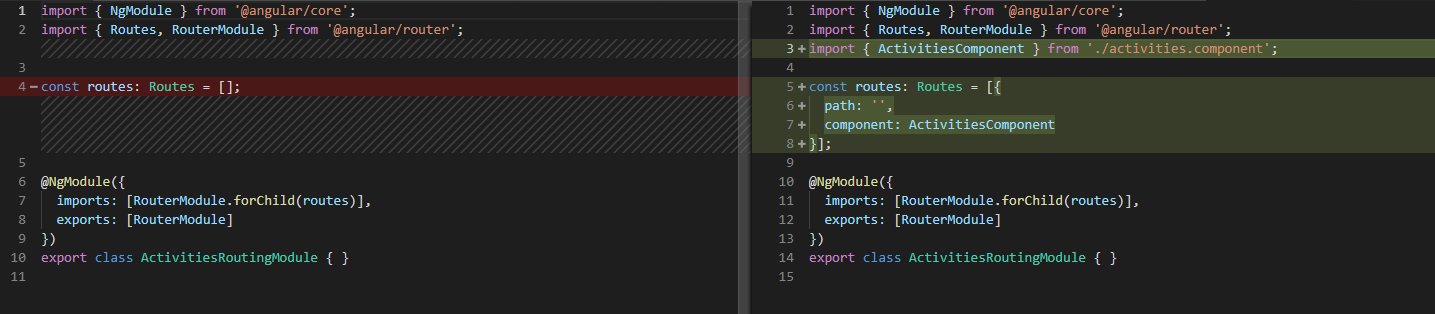 1 import { NgModule } from '@angular/core';
2 import { Routes, RouterModule } from '@angular/router';
3
4 − const routes: Routes = [];
5
6 @NgModule({
7   imports: [RouterModule.forChild(routes)],
8   exports: [RouterModule]
9 })
10 export class ActivitiesRoutingModule { }
11
1 import { NgModule } from '@angular/core';
2 import { Routes, RouterModule } from '@angular/router';
3 + import { ActivitiesComponent } from './activities.component';
4
5 + const routes: Routes = [{
6 +   path: '',
7 +   component: ActivitiesComponent
8 + }];
9
10 @NgModule({
11   imports: [RouterModule.forChild(routes)],
12   exports: [RouterModule]
13 })
14 export class ActivitiesRoutingModule { }
15